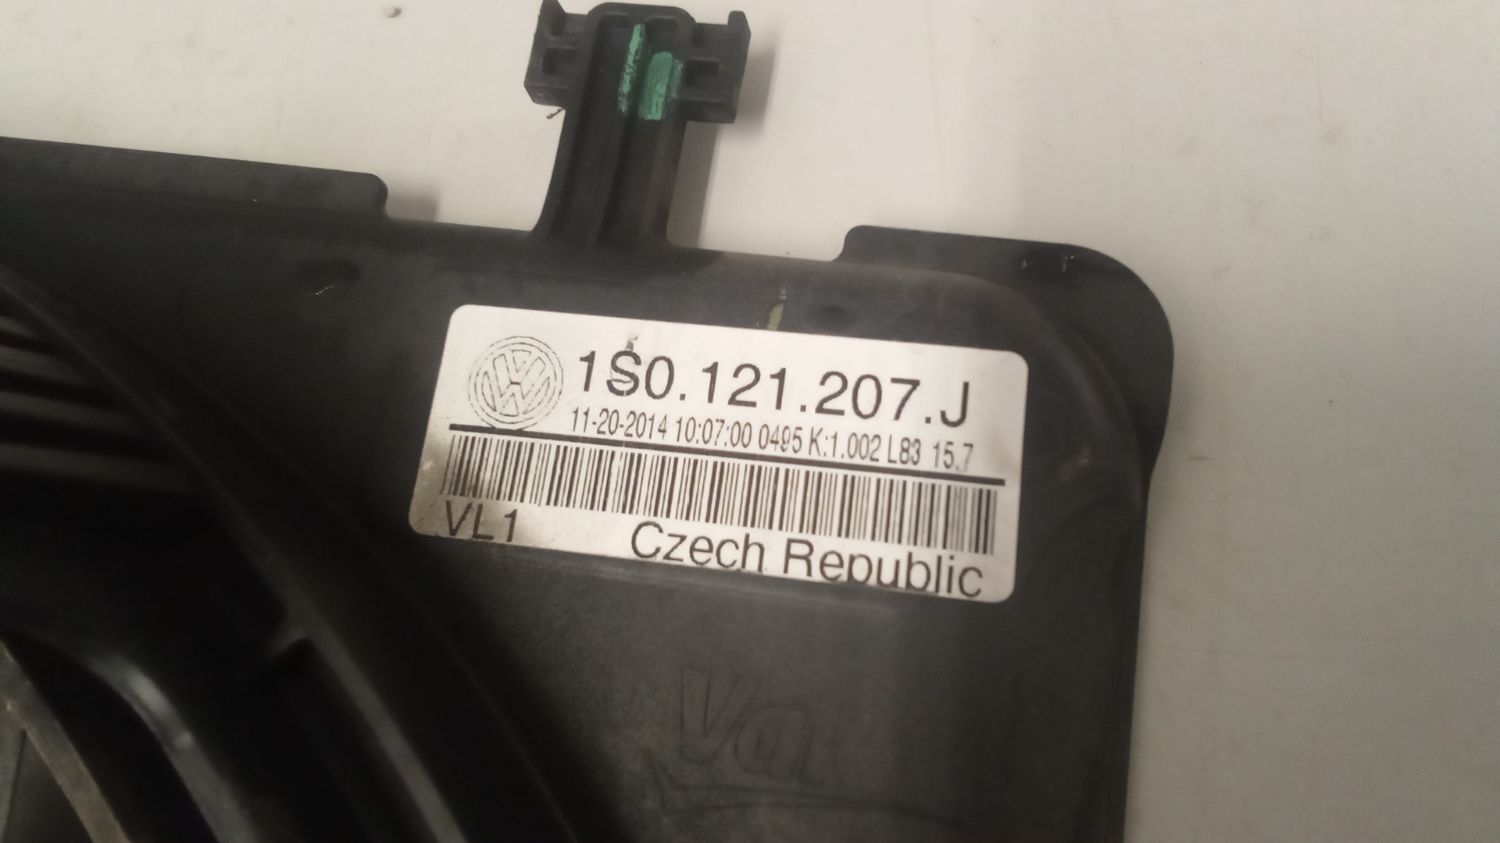 1S0.121.207.J
11-20-2014 10:07:00 0495 K:1.002 L83 15.7
VL1 Czech Republic